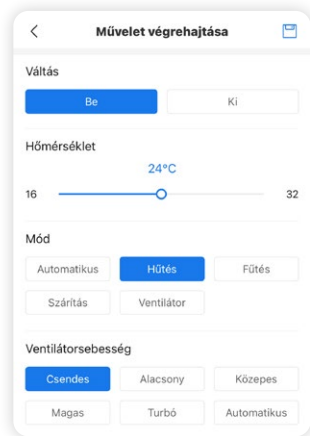 Művelet végrehajtása
Váltás
Be Ki
Hőmérséklet
24°C
16 32
Mód
Automatikus Hűtés Fűtés
Szárítás Ventilátor
Ventilátorsebesség
Csendes Alacsony Közepes
Magas Turbó Automatikus